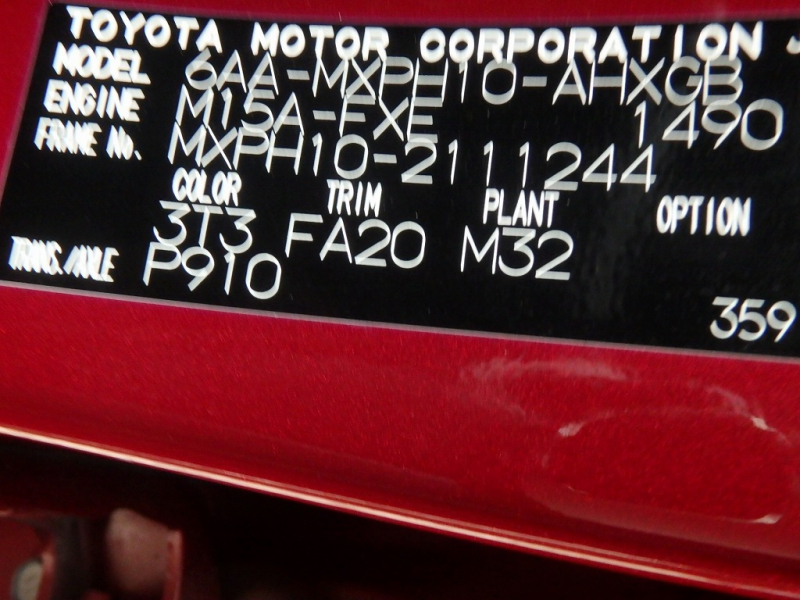 TOYOTA MOTOR CORPORATION
MODEL 6AA-MXPH10-AHXGB
ENGINE M15A-FXE 1490
FRAME No. MXPH10-2111244
COLOR TRIM PLANT OPTION
3T3 FA20 M32
TRANS./AXLE P910
359